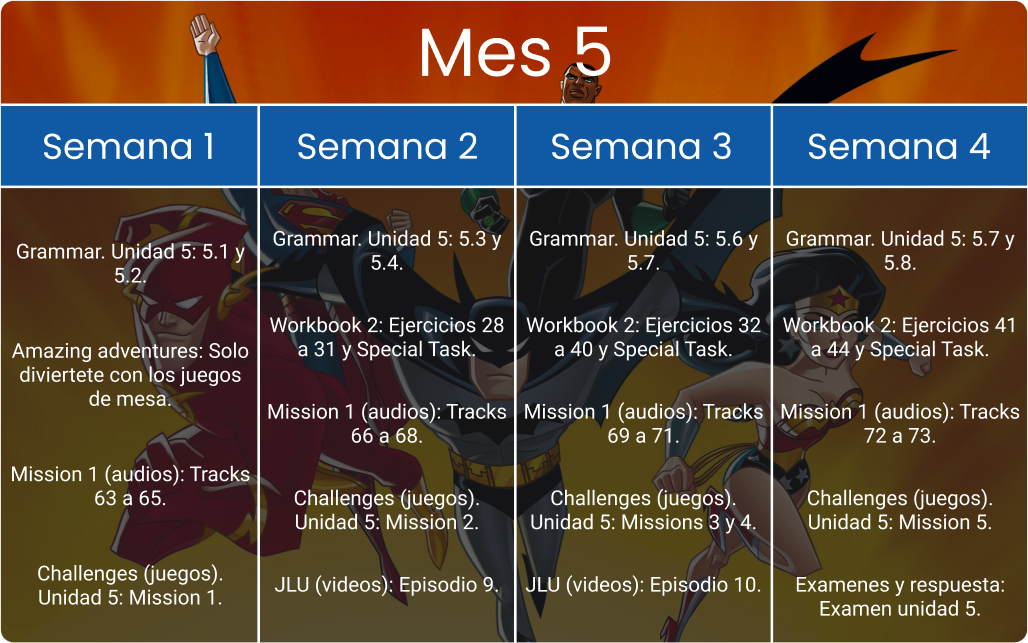 Mes 5
Semana 1
Semana 2
Semana 3
Semana 4
Grammar. Unidad 5: 5.1 y
5.2.
Amazing adventures: Solo
diviertete con los juegos
de mesa.
Mission 1 (audios): Tracks
63 a 65.
Challenges (juegos).
Unidad 5: Mission 1.
Grammar. Unidad 5: 5.3 y
5.4.
Workbook 2: Ejercicios 28
a 31 y Special Task.
Mission 1 (audios): Tracks
66 a 68.
Challenges (juegos).
Unidad 5: Mission 2.
JLU (videos): Episodio 9.
Grammar. Unidad 5: 5.6 y
5.7.
Workbook 2: Ejercicios 32
a 40 y Special Task.
Mission 1 (audios): Tracks
69 a 71.
Challenges (juegos).
Unidad 5: Missions 3 y 4.
JLU (videos): Episodio 10.
Grammar. Unidad 5: 5.7 y
5.8.
Workbook 2: Ejercicios 41
a 44 y Special Task.
Mission 1 (audios): Tracks
72 a 73.
Challenges (juegos).
Unidad 5: Mission 5.
Examenes y respuesta:
Examen unidad 5.